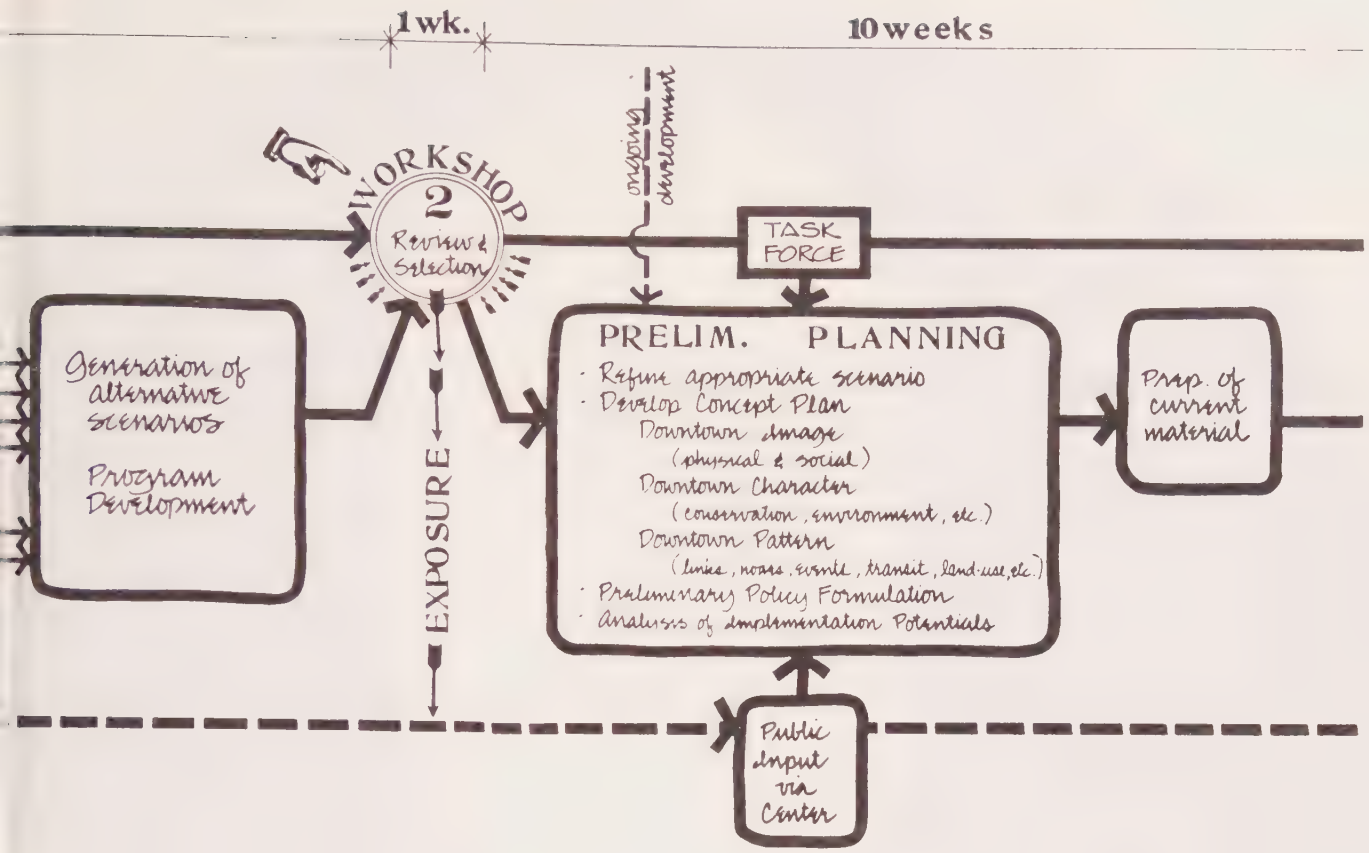 1 wk.
10 weeks
ongoing
development
WORKSHOP
2
Review &
Selection
TASK
FORCE
Generation of
alternative
scenarios
Program
Development
EXPOSURE
PRELIM. PLANNING
· Refine appropriate scenario
· Develop Concept Plan
Downtown Image
(physical & social)
Downtown Character
(conservation, environment, etc.)
Downtown Pattern
(links, nodes, events, transit, land-use, etc.)
· Preliminary Policy Formulation
· Analyses of Implementation Potentials
Prep. of
current
material
Public
Input
via
Center